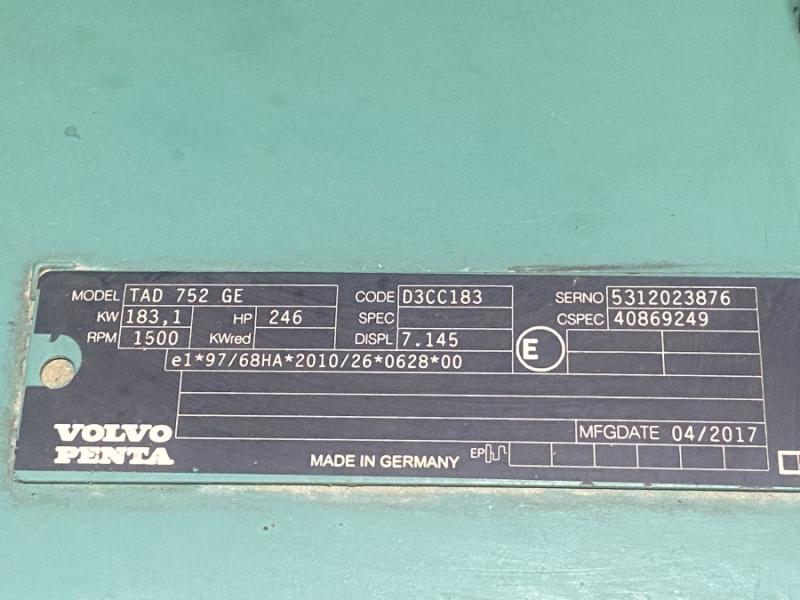 MODEL TAD 752 GE CODE D3CC183 SERNO 5312023876
KW 183,1 HP 246 SPEC CSPEC 40869249
RPM 1500 KWred DISPL 7.145 E
e1*97/68HA*2010/26*0628*00
MFGDATE 04/2017
VOLVO
PENTA
MADE IN GERMANY EP